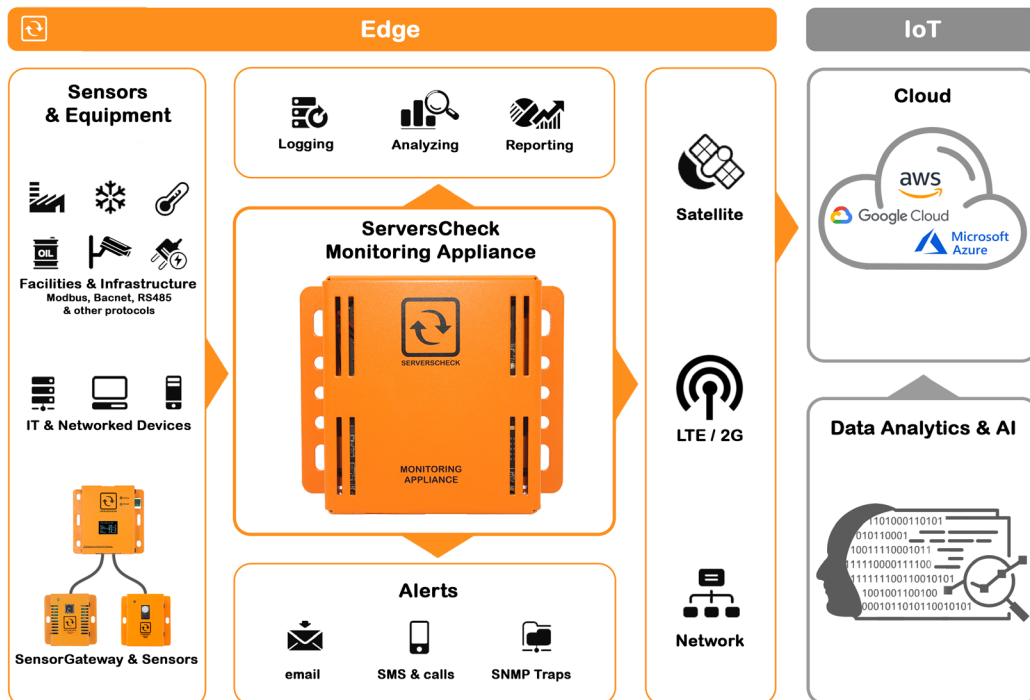 Edge
IoT
Sensors
& Equipment
OIL
Facilities & Infrastructure
Modbus, Bacnet, RS485
& other protocols
IT & Networked Devices
SensorGateway & Sensors
Logging
Analyzing
Reporting
ServersCheck
Monitoring Appliance
SERVERSCHECK
MONITORING
APPLIANCE
Alerts
email
SMS & calls
SNMP Traps
Satellite
LTE / 2G
Network
Cloud
aws
Google Cloud
Microsoft
Azure
Data Analytics & AI
1101000110101
010110001
10011110001011
11110000111100
111111100110010101
1001001100100
0001011010110010101